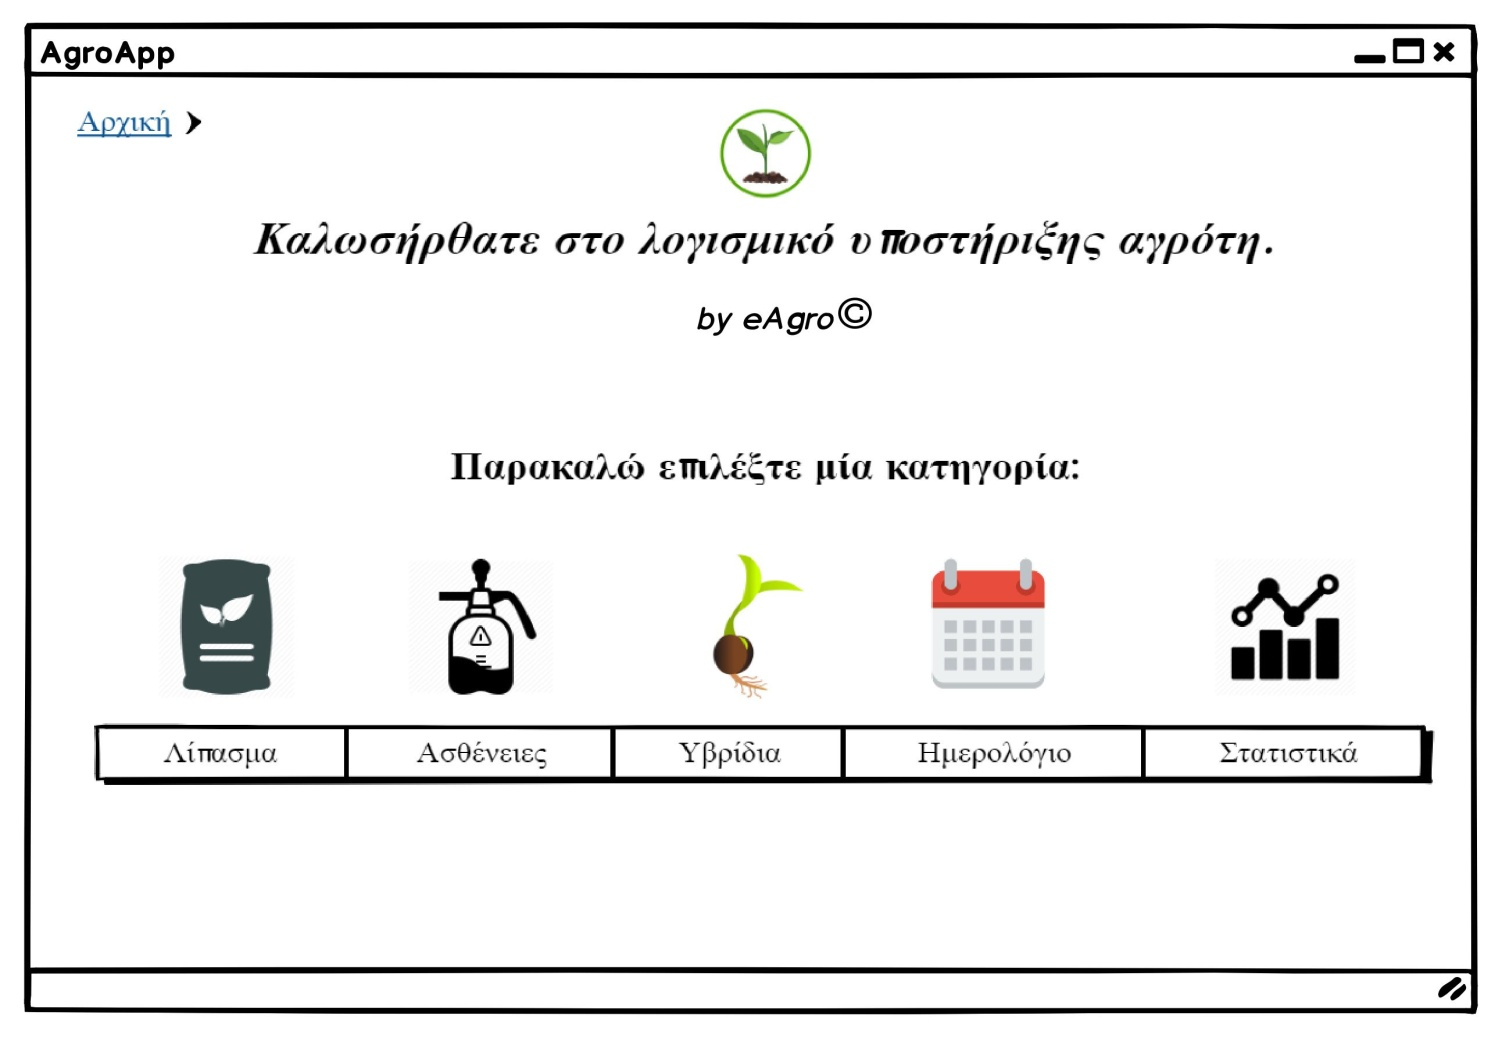 AgroApp
Αρχική
Καλωσήρθατε στο λογισμικό υποστήριξης αγρότη.
by eAgro©
Παρακαλώ επιλέξτε μία κατηγορία:
Λίπασμα Ασθένειες Υβρίδια Ημερολόγιο Στατιστικά